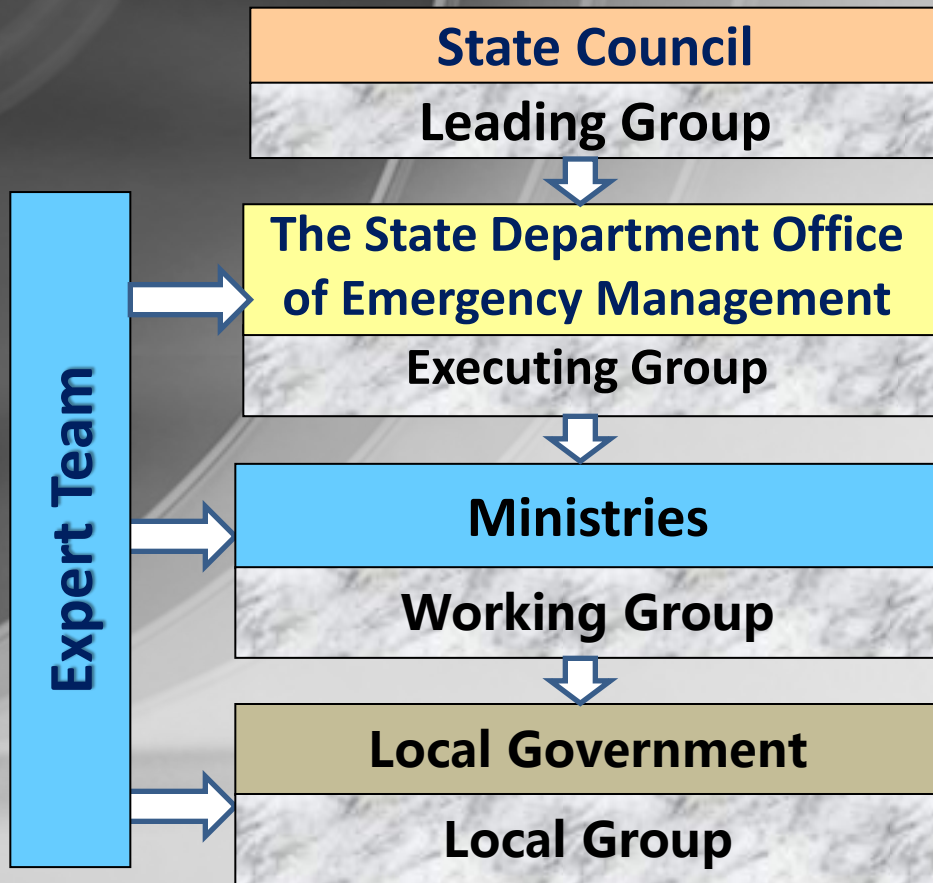 State Council
Leading Group
The State Department Office
of Emergency Management
Executing Group
Expert Team
Ministries
Working Group
Local Government
Local Group